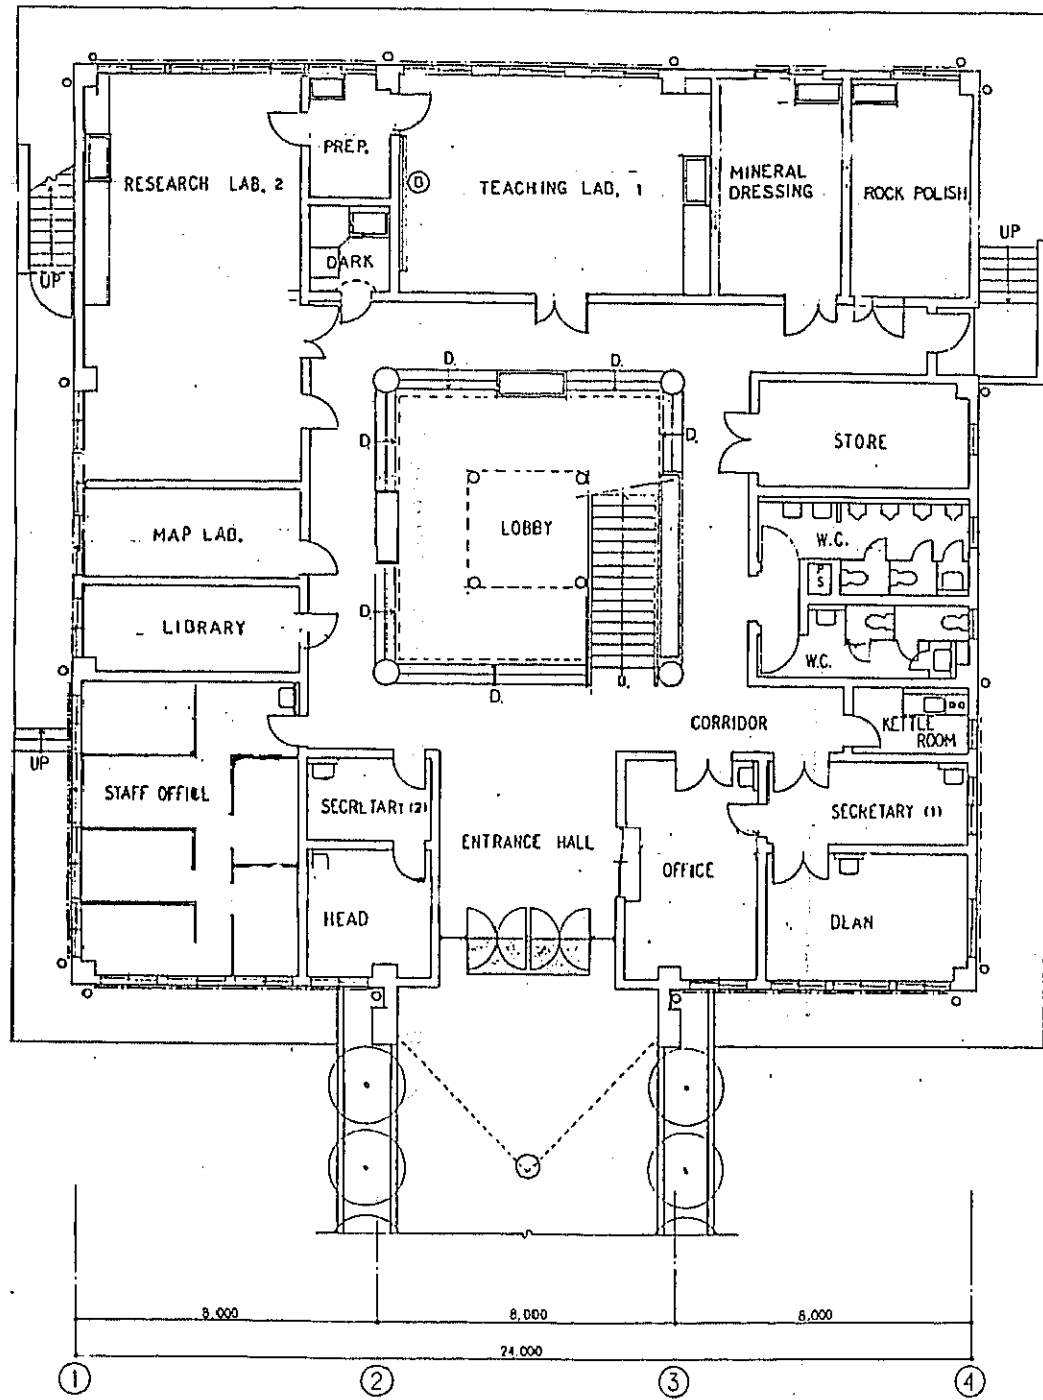 PREP.
RESEARCH LAB. 2
D
TEACHING LAB. 1
MINERAL
DRESSING
ROCK POLISH
UP
UP
DARK
D.
D.
D.
D.
STORE
LOBBY
MAP LAB.
W.C.
P
S
D.
LIBRARY
W.C.
D.
D.
CORRIDOR
KETTLE
ROOM
UP
STAFF OFFICE
SECRETARY (2)
SECRETARY (1)
ENTRANCE HALL
OFFICE
HEAD
DEAN
8,000
8,000
8,000
24.000
1
2
3
4